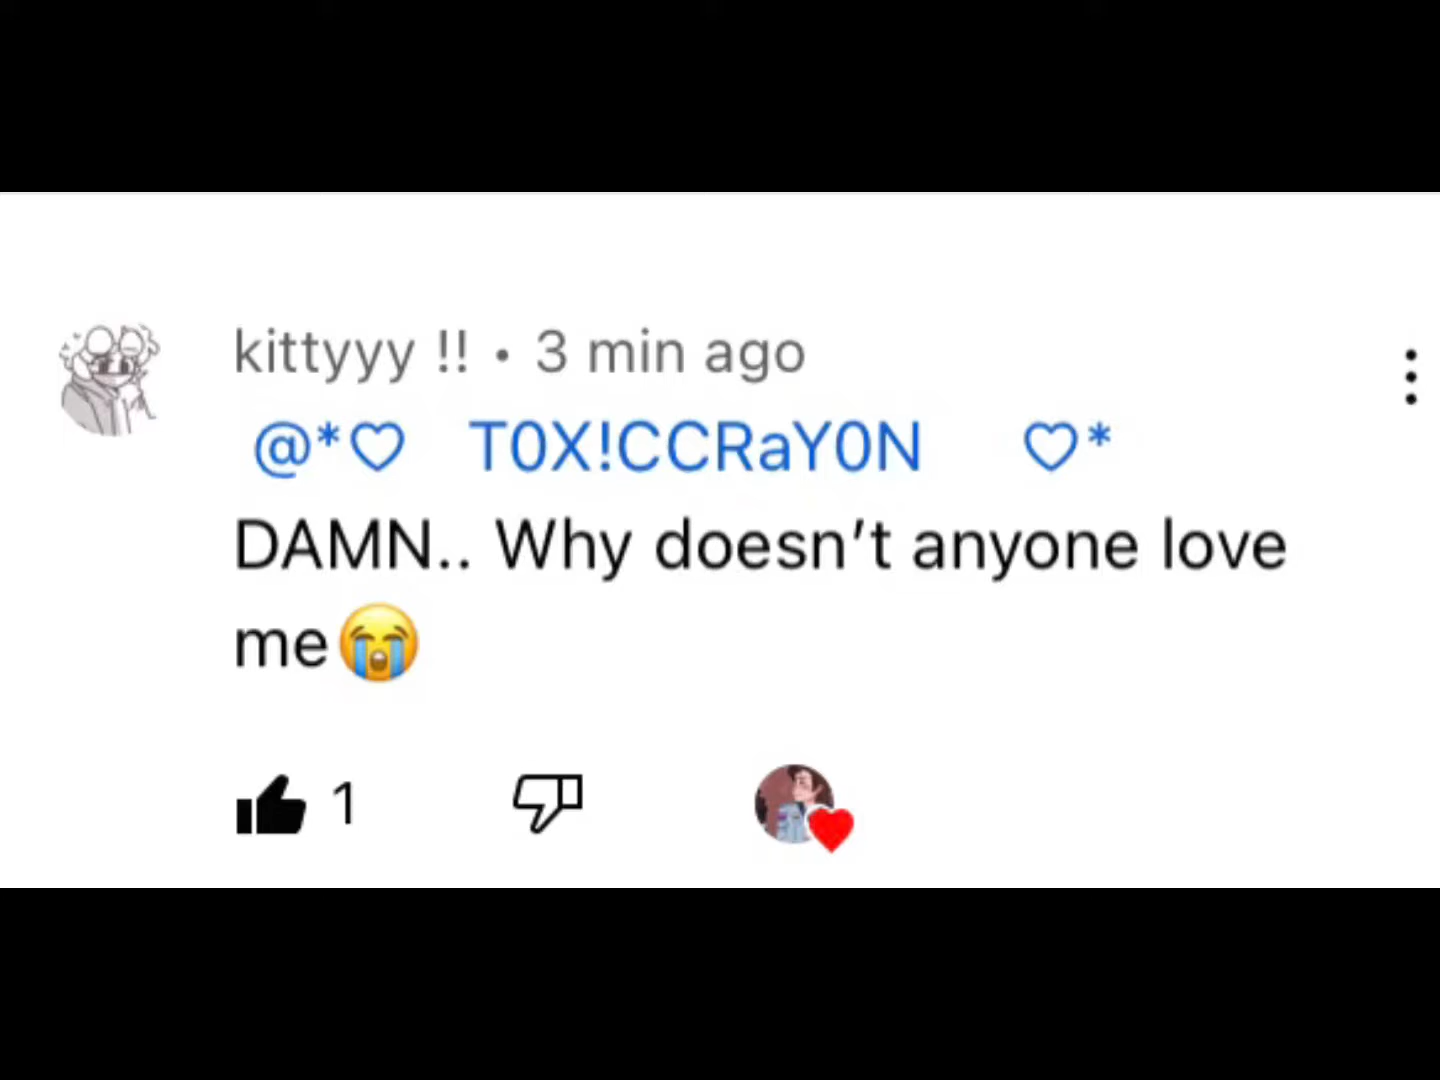 kittyyy !! • 3 min ago
@*♡ T0X!CCRaY0N ♡*
DAMN.. Why doesn't anyone love
me😭
1